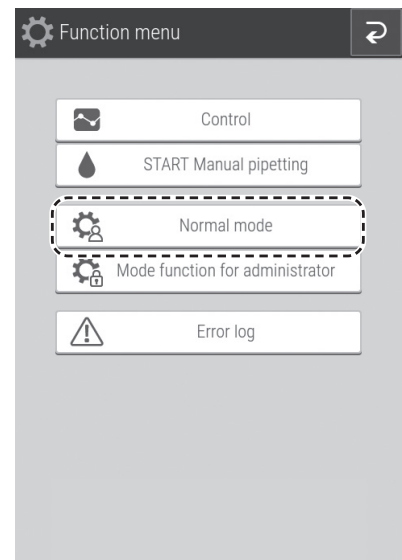 Function menu
Control
START Manual pipetting
Normal mode
Mode function for administrator
Error log